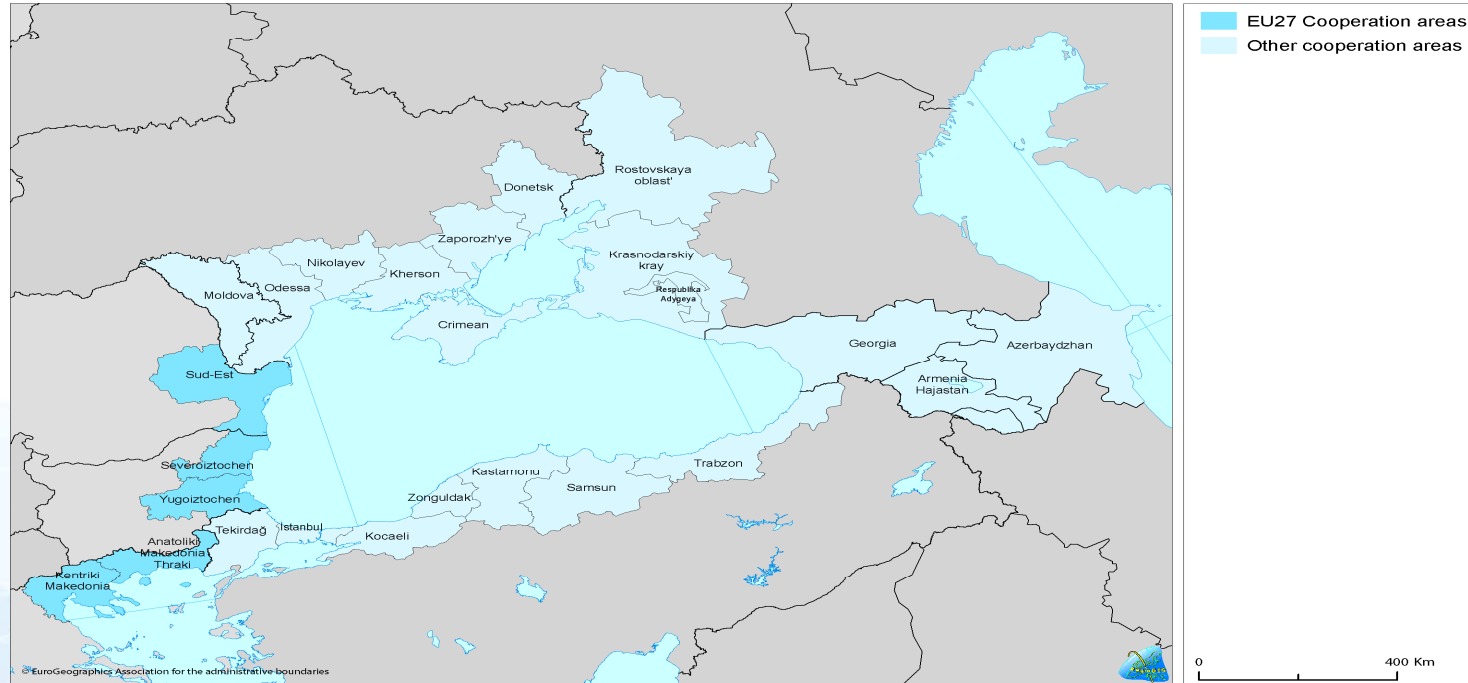 EU27 Cooperation areas
Other cooperation areas
Rostovskaya
oblast'
Donetsk
Zaporozh'ye
Nikolayev
Kherson
Odessa
Moldova
Krasnodarskiy
kray
Respublika
Adygeya
Crimean
Georgia
Azerbaydzhan
Armenia
Hajastan
Sud-Est
Severoiztochen
Yugoiztochen
Trabzon
Kastamonu
Samsun
Zonguldak
Kocaeli
Istanbul
Tekirdağ
Anatoliki
Makedonia
Thraki
Kentriki
Makedonia
© EuroGeographics Association for the administrative boundaries
0 400 Km